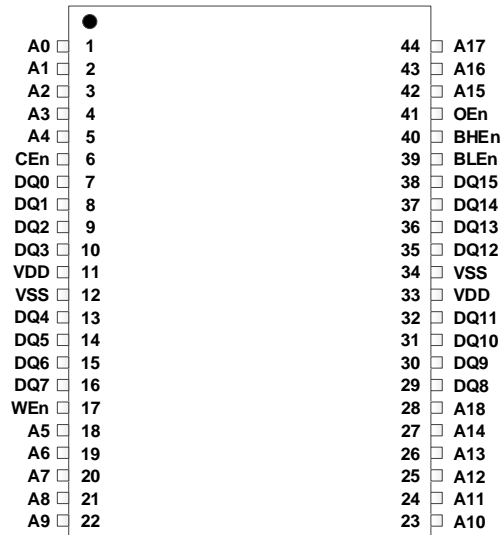 A0 1 44 A17
A1 2 43 A16
A2 3 42 A15
A3 4 41 OEn
A4 5 40 BHEn
CEn 6 39 BLEn
DQ0 7 38 DQ15
DQ1 8 37 DQ14
DQ2 9 36 DQ13
DQ3 10 35 DQ12
VDD 11 34 VSS
VSS 12 33 VDD
DQ4 13 32 DQ11
DQ5 14 31 DQ10
DQ6 15 30 DQ9
DQ7 16 29 DQ8
WEn 17 28 A18
A5 18 27 A14
A6 19 26 A13
A7 20 25 A12
A8 21 24 A11
A9 22 23 A10